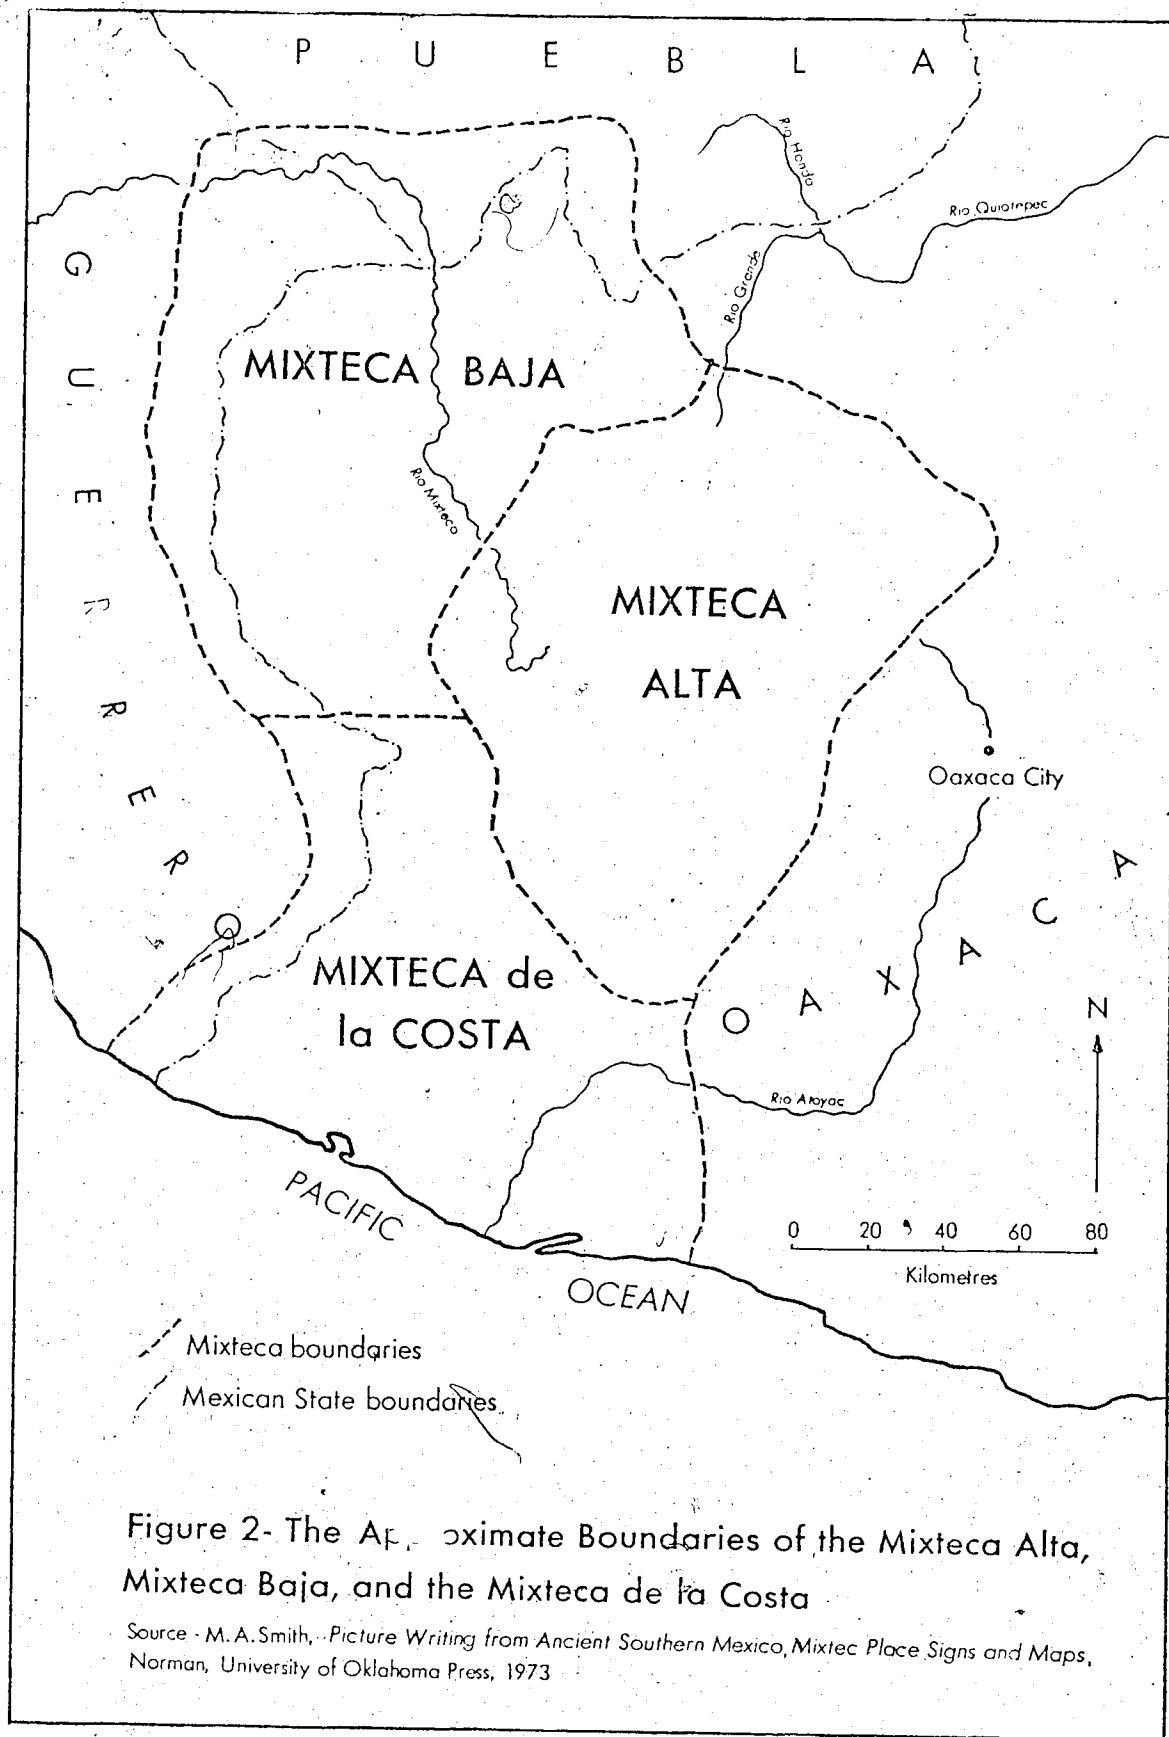 PUEBLA
Rio Hondo
Rio Quiotepec
Rio Grande
GUERRERO
MIXTECA BAJA
Rio Mixteco
MIXTECA
ALTA
Oaxaca City
OAXACA
MIXTECA de
la COSTA
N
Rio Atoyac
PACIFIC
OCEAN
0 20 40 60 80
Kilometres
Mixteca boundaries
Mexican State boundaries
Figure 2- The Ap oximate Boundaries of the Mixteca Alta,
Mixteca Baja, and the Mixteca de la Costa
Source - M. A. Smith, Picture Writing from Ancient Southern Mexico, Mixtec Place Signs and Maps,
Norman, University of Oklahoma Press, 1973